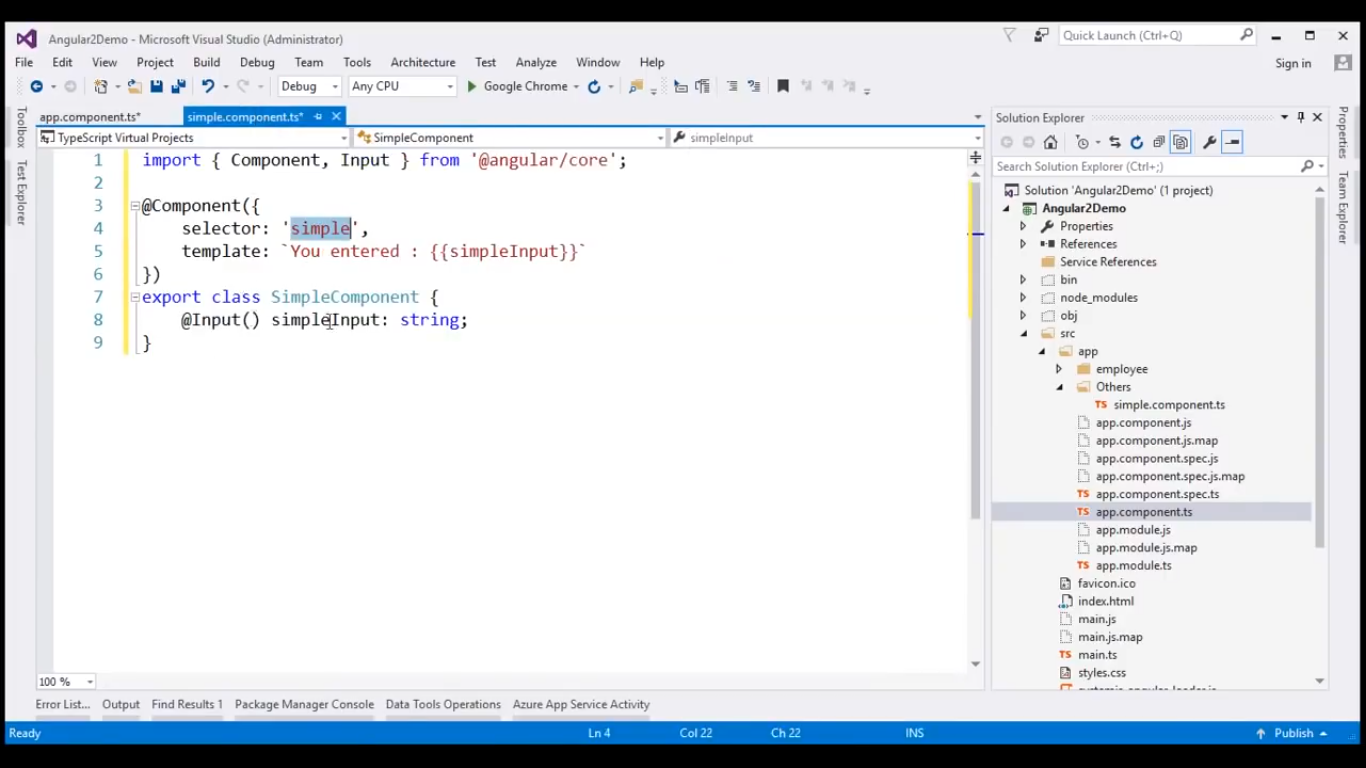 Angular2Demo - Microsoft Visual Studio (Administrator)
Quick Launch (Ctrl+Q)
File Edit View Project Build Debug Team Tools Architecture Test Analyze Window Help
Sign in
Debug Any CPU Google Chrome
app.component.ts* simple.component.ts*
TypeScript Virtual Projects SimpleComponent simpleInput
Toolbox
Test Explorer
1 import { Component, Input } from '@angular/core';
2
3 @Component({
4 selector: 'simple',
5 template: `You entered : {{simpleInput}}`
6 })
7 export class SimpleComponent {
8 @Input() simpleInput: string;
9 }
100 %
Solution Explorer
Search Solution Explorer (Ctrl+;)
Solution 'Angular2Demo' (1 project)
Angular2Demo
Properties
References
Service References
bin
node_modules
obj
src
app
employee
Others
TS simple.component.ts
app.component.js
app.component.js.map
app.component.spec.js
app.component.spec.js.map
TS app.component.spec.ts
TS app.component.ts
app.module.js
app.module.js.map
TS app.module.ts
favicon.ico
index.html
main.js
main.js.map
TS main.ts
styles.css
Properties
Team Explorer
Error List... Output Find Results 1 Package Manager Console Data Tools Operations Azure App Service Activity
Ready Ln 4 Col 22 Ch 22 INS Publish